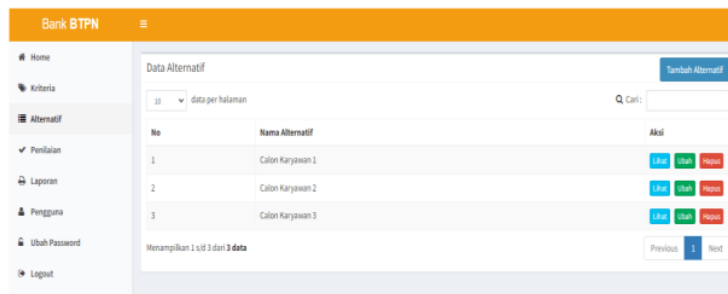 Bank BTPN
Home
Kriteria
Alternatif
Penilaian
Laporan
Pengguna
Ubah Password
Logout
Data Alternatif
Tambah Alternatif
10 data per halaman
Cari :
No Nama Alternatif Aksi
1 Calon Karyawan 1 Lihat Ubah Hapus
2 Calon Karyawan 2 Lihat Ubah Hapus
3 Calon Karyawan 3 Lihat Ubah Hapus
Menampilkan 1 s/d 3 dari 3 data
Previous 1 Next